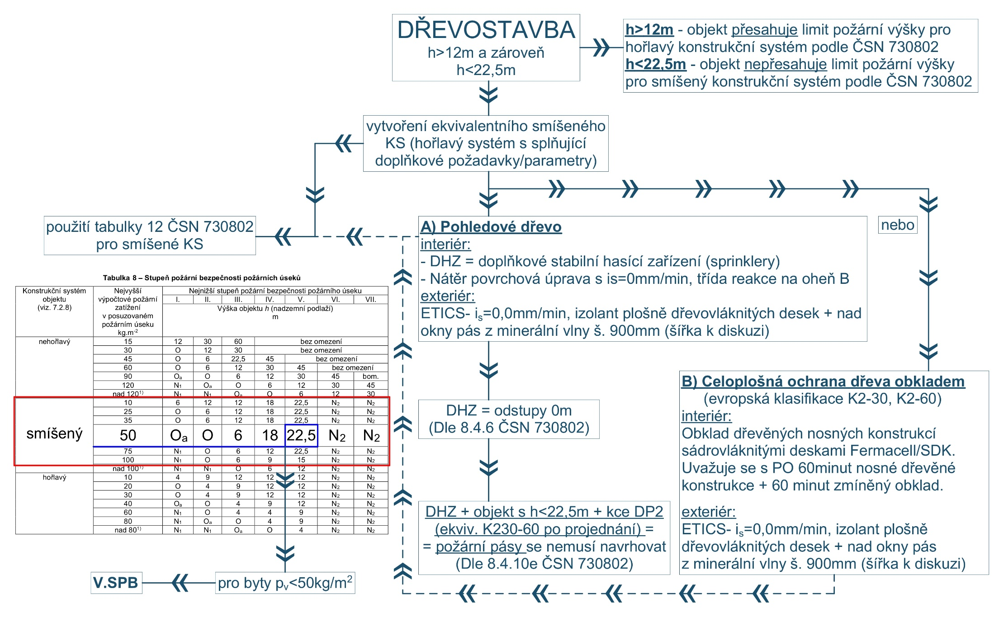 DŘEVOSTAVBA
h>12m a zároveň
h<22,5m
h>12m - objekt přesahuje limit požární výšky pro
hořlavý konstrukční systém podle ČSN 730802
h<22,5m - objekt nepřesahuje limit požární výšky
pro smíšený konstrukční systém podle ČSN 730802
vytvoření ekvivalentního smíšeného
KS (hořlavý systém s splňující
doplňkové požadavky/parametry)
použití tabulky 12 ČSN 730802
pro smíšené KS
A) Pohledové dřevo
interiér:
- DHZ = doplňkové stabilní hasící zařízení (sprinklery)
- Nátěr povrchová úprava s is=0mm/min, třída reakce na oheň B
exteriér:
ETICS- is=0,0mm/min, izolant plošně dřevovláknitých desek + nad
okny pás z minerální vlny š. 900mm (šířka k diskuzi)
nebo
Tabulka 8 – Stupeň požární bezpečnosti požárních úseků
Konstrukční systém
objektu
(viz. 7.2.8)
Nejvyšší
výpočtové požární
zatížení
v posuzovaném
požárním úseku
kg.m-2
Nejnižší stupeň požární bezpečnosti požárního úseku
I. II. III. IV. V. VI. VII.
Výška objektu h (nadzemní podlaží)
m
nehořlavý 15 12 30 60 bez omezení
30 O 12 30 bez omezení
45 O 6 22,5 45 bez omezení
60 O 6 12 30 45 bez omezení
90 Oa O 6 12 30 45 bom.
120 N1 Oa O 6 12 30 45
nad 120 1) N1 N1 Oa O 6 12 30
10 6 12 12 18 22,5 N2 N2
25 O 6 12 18 22,5 N2 N2
35 O 6 12 18 22,5 N2 N2
smíšený 50 Oa O 6 18 22,5 N2 N2
75 N1 O 6 12 22,5 N2 N2
100 N1 O 6 9 15 N2 N2
nad 100 1) N1 N1 O 6 12 N2 N2
hořlavý 10 4 9 12 12 12 N2 N2
20 O 4 9 12 12 N2 N2
30 O 4 9 12 12 N2 N2
40 Oa O 4 9 12 N2 N2
60 N1 O 4 4 9 N2 N2
80 N1 Oa O 4 9 N2 N2
nad 80 1) N1 N1 Oa O 4 N2 N2
DHZ = odstupy 0m
(Dle 8.4.6 ČSN 730802)
DHZ + objekt s h<22,5m + kce DP2
(ekviv. K230-60 po projednání) =
= požární pásy se nemusí navrhovat
(Dle 8.4.10e ČSN 730802)
B) Celoplošná ochrana dřeva obkladem
(evropská klasifikace K2-30, K2-60)
interiér:
Obklad dřevěných nosných konstrukcí
sádrovláknitými deskami Fermacell/SDK.
Uvažuje se s PO 60minut nosné dřevěné
konstrukce + 60 minut zmíněný obklad.
exteriér:
ETICS- is=0,0mm/min, izolant plošně
dřevovláknitých desek + nad okny pás
z minerální vlny š. 900mm (šířka k diskuzi)
V.SPB
pro byty pv<50kg/m2